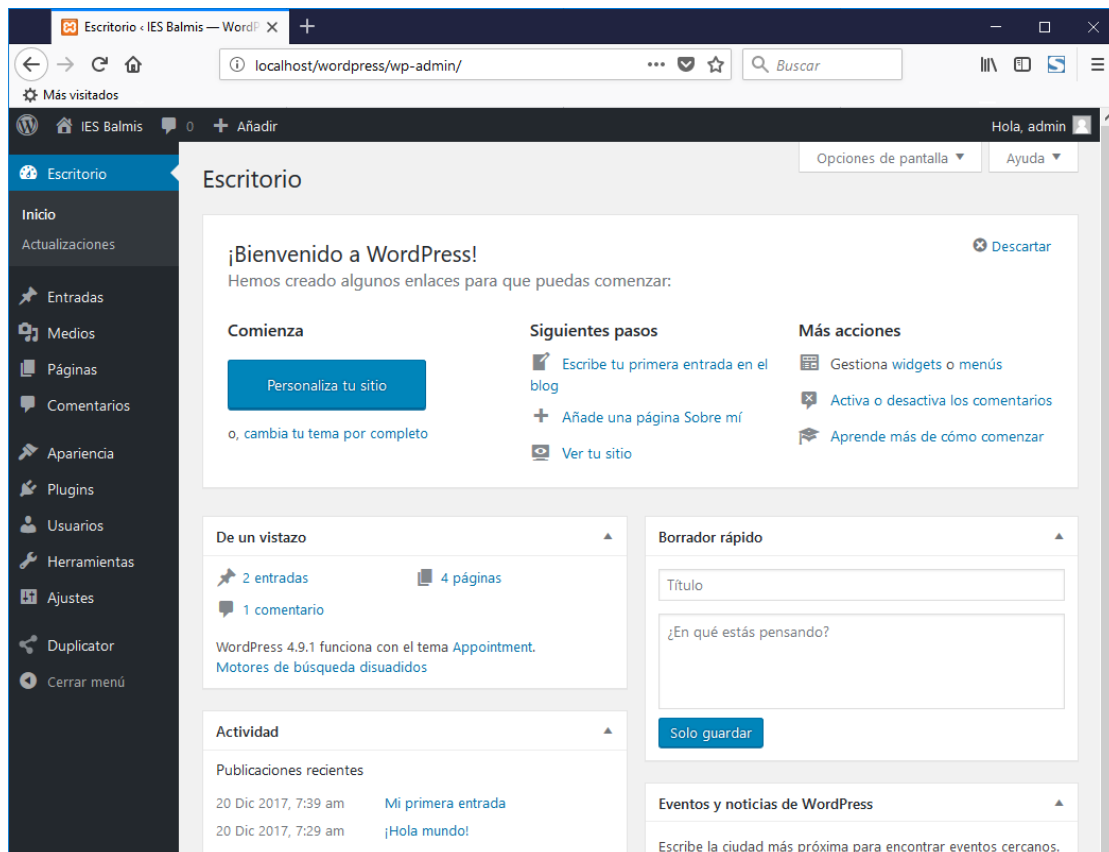 Escritorio ‹ IES Balmis — WordP
localhost/wordpress/wp-admin/
Buscar
Más visitados
IES Balmis
0
Añadir
Hola, admin
Escritorio
Inicio
Actualizaciones
Entradas
Medios
Páginas
Comentarios
Apariencia
Plugins
Usuarios
Herramientas
Ajustes
Duplicator
Cerrar menú
Opciones de pantalla
Ayuda
Escritorio
¡Bienvenido a WordPress!
Descartar
Hemos creado algunos enlaces para que puedas comenzar:
Comienza
Personaliza tu sitio
o, cambia tu tema por completo
Siguientes pasos
Escribe tu primera entrada en el
blog
Añade una página Sobre mí
Ver tu sitio
Más acciones
Gestiona widgets o menús
Activa o desactiva los comentarios
Aprende más de cómo comenzar
De un vistazo
2 entradas
4 páginas
1 comentario
WordPress 4.9.1 funciona con el tema Appointment.
Motores de búsqueda disuadidos
Actividad
Publicaciones recientes
20 Dic 2017, 7:39 am Mi primera entrada
20 Dic 2017, 7:29 am ¡Hola mundo!
Borrador rápido
Título
¿En qué estás pensando?
Solo guardar
Eventos y noticias de WordPress
Escribe la ciudad más próxima para encontrar eventos cercanos.